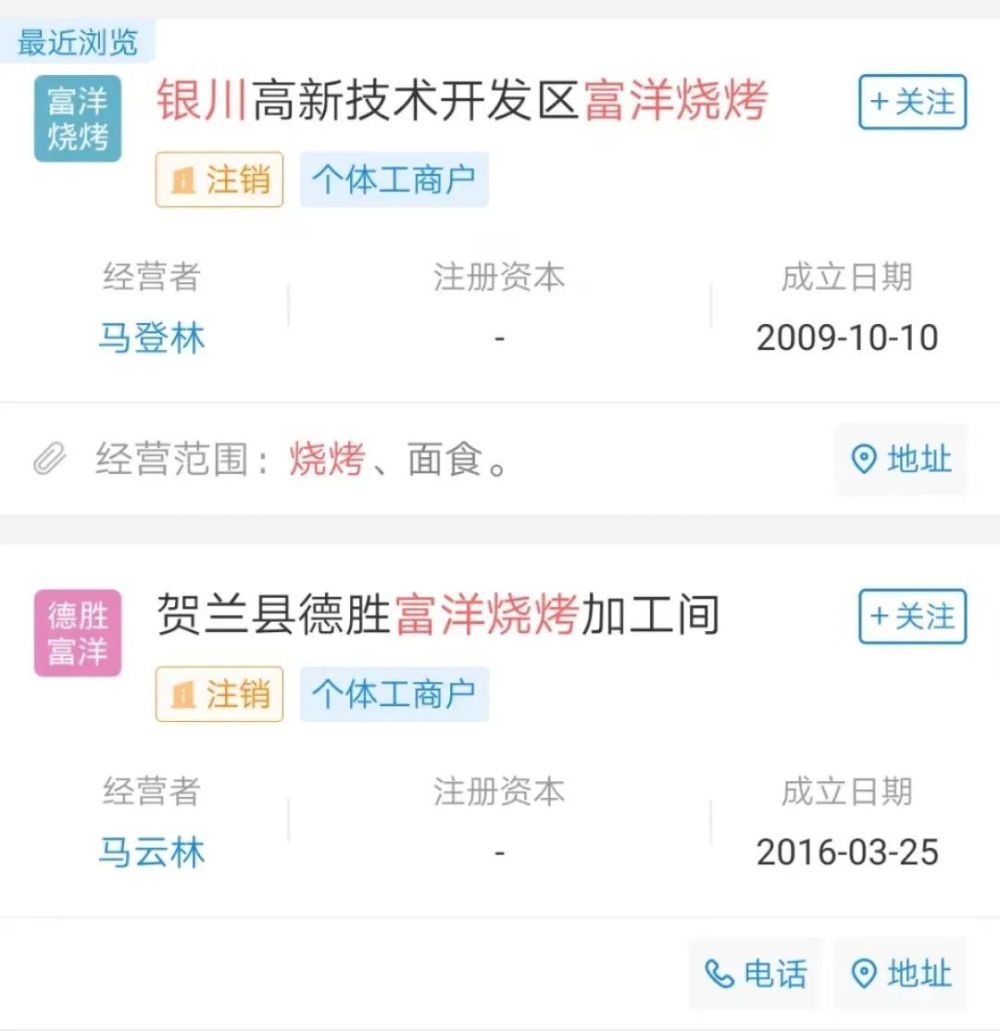 最近浏览
富洋
烧烤
银川高新技术开发区富洋烧烤
+关注
注销 个体工商户
经营者 注册资本 成立日期
马登林 - 2009-10-10
经营范围：烧烤、面食。 地址
德胜
富洋
贺兰县德胜富洋烧烤加工间
+关注
注销 个体工商户
经营者 注册资本 成立日期
马云林 - 2016-03-25
电话 地址